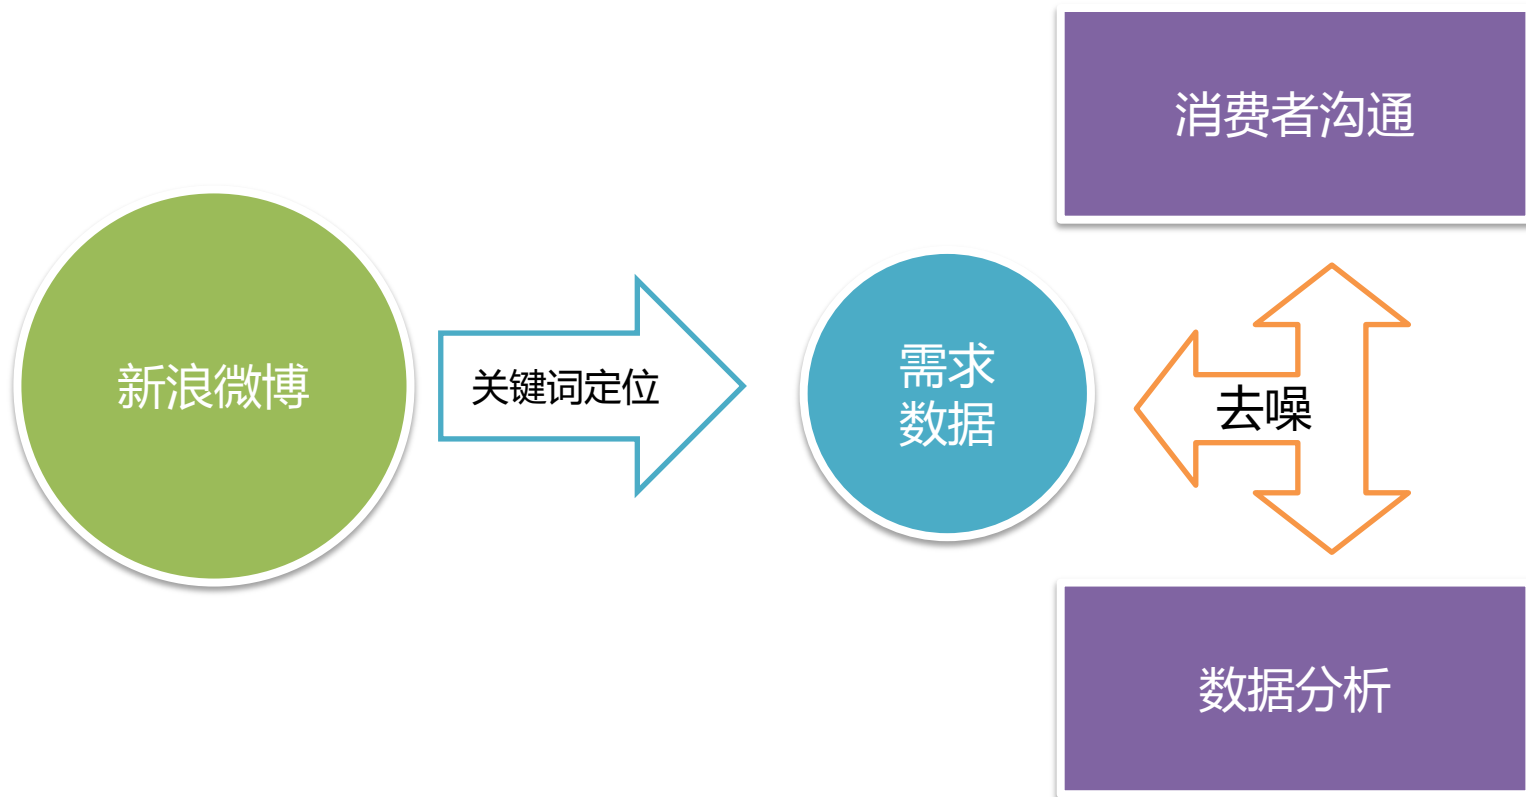 消费者沟通
新浪微博
关键词定位
需求
数据
去噪
数据分析